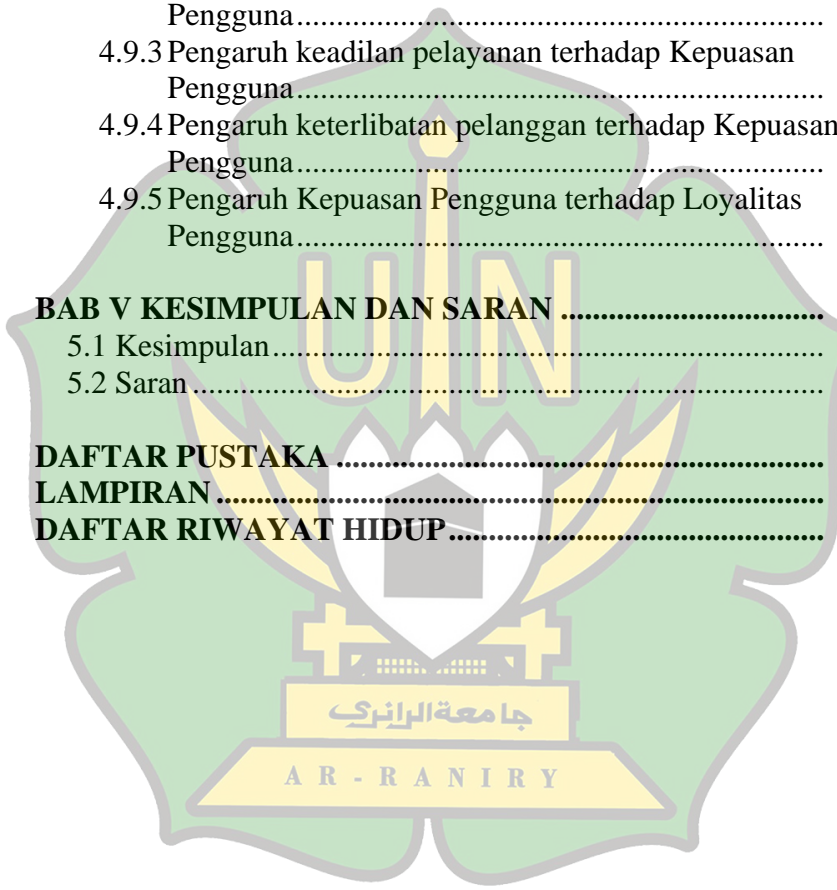 Pengguna................................................................
4.9.3 Pengaruh keadilan pelayanan terhadap Kepuasan
Pengguna................................................................
4.9.4 Pengaruh keterlibatan pelanggan terhadap Kepuasan
Pengguna................................................................
4.9.5 Pengaruh Kepuasan Pengguna terhadap Loyalitas
Pengguna................................................................
BAB V KESIMPULAN DAN SARAN ................................
5.1 Kesimpulan...................................................................
5.2 Saran.............................................................................
DAFTAR PUSTAKA ...........................................................
LAMPIRAN..........................................................................
DAFTAR RIWAYAT HIDUP..............................................
UIN
جامعة الرانري
AR - RANIRY